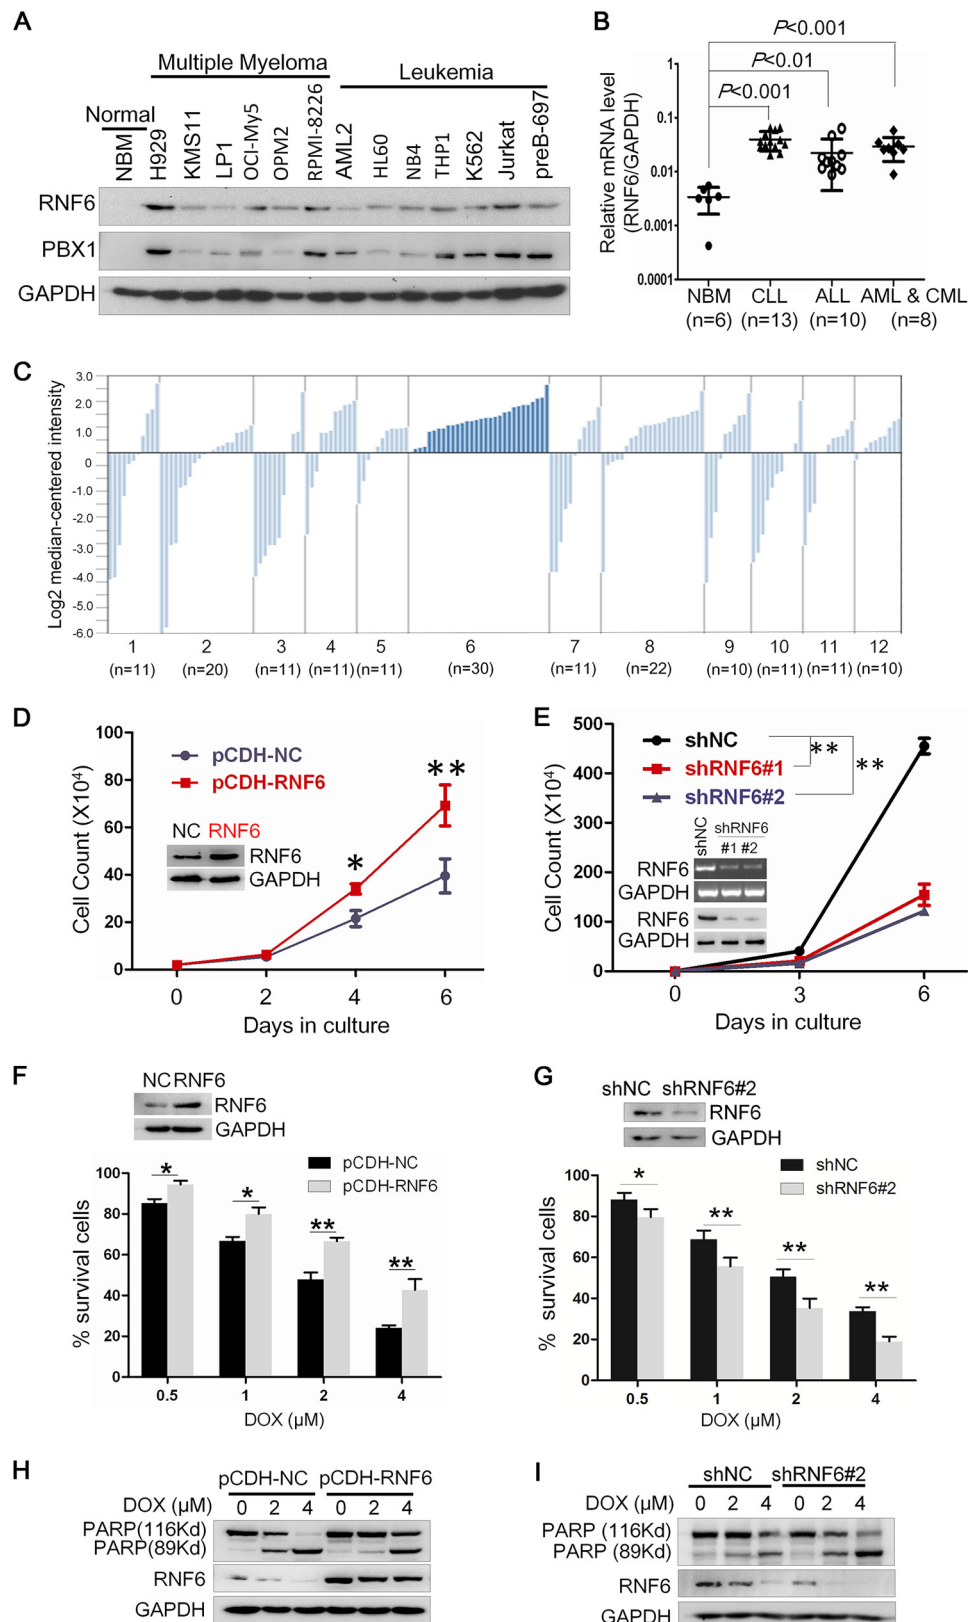 A
Multiple Myeloma
Leukemia
Normal
NBM
H929
KMS11
LP1
OCI-My5
OPM2
RPMI-8226
AML2
HL60
NB4
THP1
K562
Jurkat
preB-697
RNF6
PBX1
GAPDH
B
P<0.001
P<0.01
P<0.001
Relative mRNA level
(RNF6/GAPDH)
1
0.1
0.01
0.001
0.0001
NBM CLL ALL AML & CML
(n=6) (n=13) (n=10) (n=8)
C
Log2 median-centered intensity
3.0
2.0
1.0
0
-1.0
-2.0
-3.0
-4.0
-5.0
-6.0
1 2 3 4 5 6 7 8 9 10 11 12
(n=11) (n=20) (n=11) (n=11) (n=11) (n=30) (n=11) (n=22) (n=10) (n=11) (n=11) (n=10)
D
Cell Count (X10⁴)
100
80
60
40
20
0
pCDH-NC
pCDH-RNF6
**
*
NC RNF6
RNF6
GAPDH
0 2 4 6
Days in culture
E
Cell Count (X10⁴)
500
400
300
200
100
0
shNC
shRNF6#1
shRNF6#2
**
**
shNC
shRNF6
#1 #2
RNF6
GAPDH
RNF6
GAPDH
0 3 6
Days in culture
F
NC RNF6
RNF6
GAPDH
pCDH-NC
pCDH-RNF6
% survival cells
100
80
60
40
20
0
* * ** **
0.5 1 2 4
DOX (µM)
G
shNC shRNF6#2
RNF6
GAPDH
shNC
shRNF6#2
% survival cells
100
80
60
40
20
0
* ** ** **
0.5 1 2 4
DOX (µM)
H
pCDH-NC pCDH-RNF6
DOX (µM) 0 2 4 0 2 4
PARP(116Kd)
PARP(89Kd)
RNF6
GAPDH
I
shNC shRNF6#2
DOX (µM) 0 2 4 0 2 4
PARP (116Kd)
PARP (89Kd)
RNF6
GAPDH